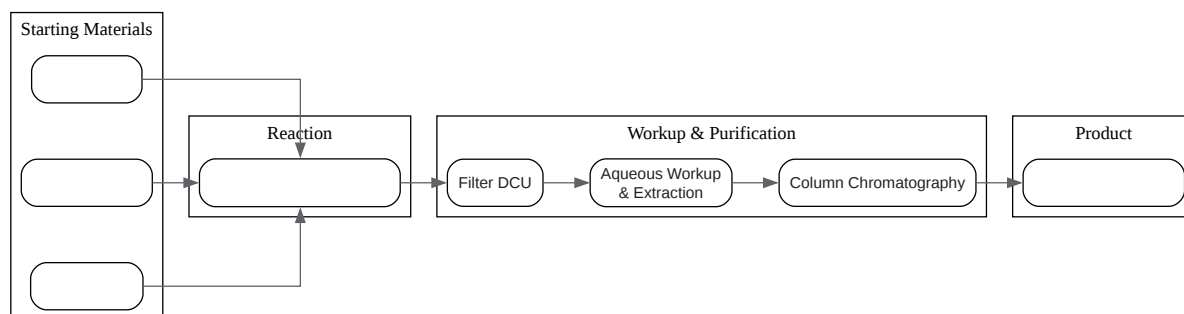 Starting Materials
Reaction
Workup & Purification
Product
Filter DCU
Aqueous Workup
& Extraction
Column Chromatography